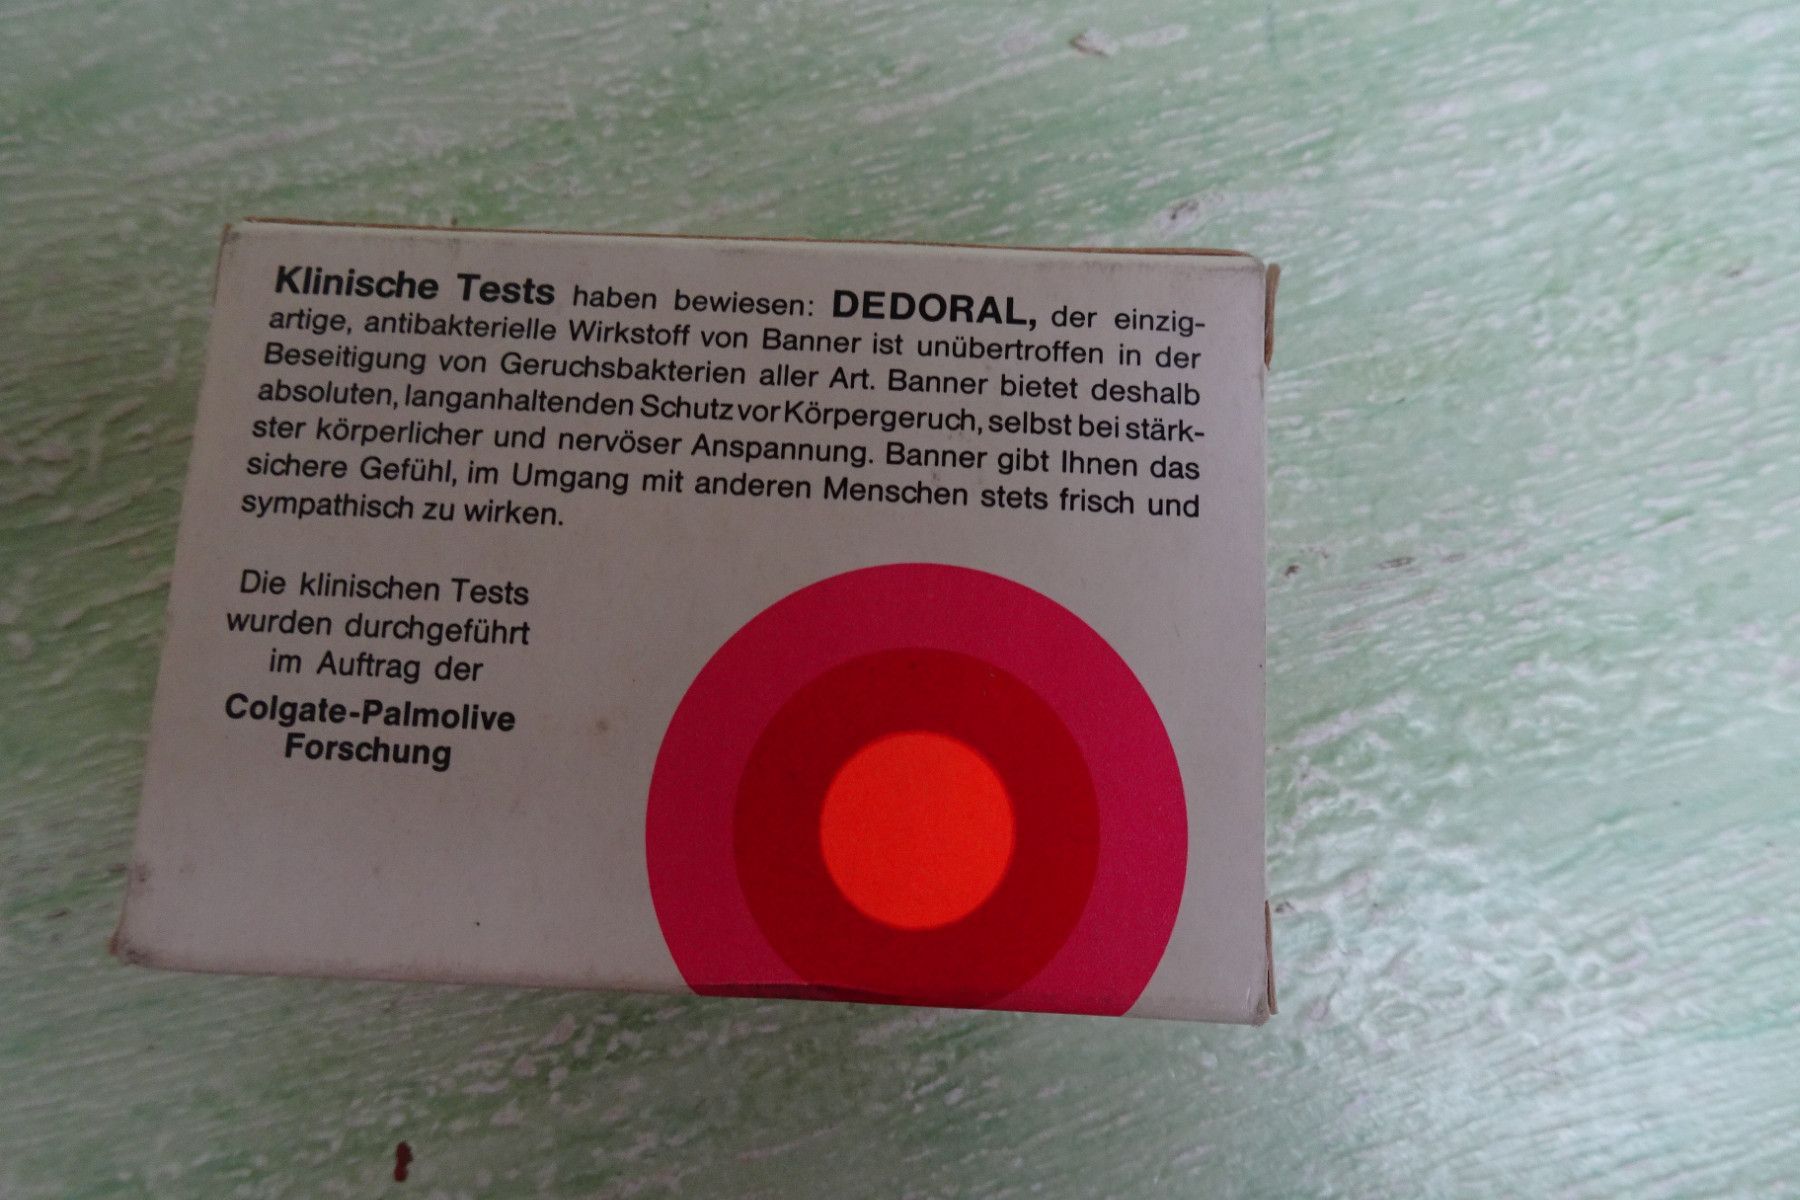 Klinische Tests haben bewiesen: DEDORAL, der einzig-
artige, antibakterielle Wirkstoff von Banner ist unübertroffen in der
Beseitigung von Geruchsbakterien aller Art. Banner bietet deshalb
absoluten, langanhaltenden Schutz vor Körpergeruch, selbst bei stärk-
ster körperlicher und nervöser Anspannung. Banner gibt Ihnen das
sichere Gefühl, im Umgang mit anderen Menschen stets frisch und
sympathisch zu wirken.
Die klinischen Tests
wurden durchgeführt
im Auftrag der
Colgate-Palmolive
Forschung